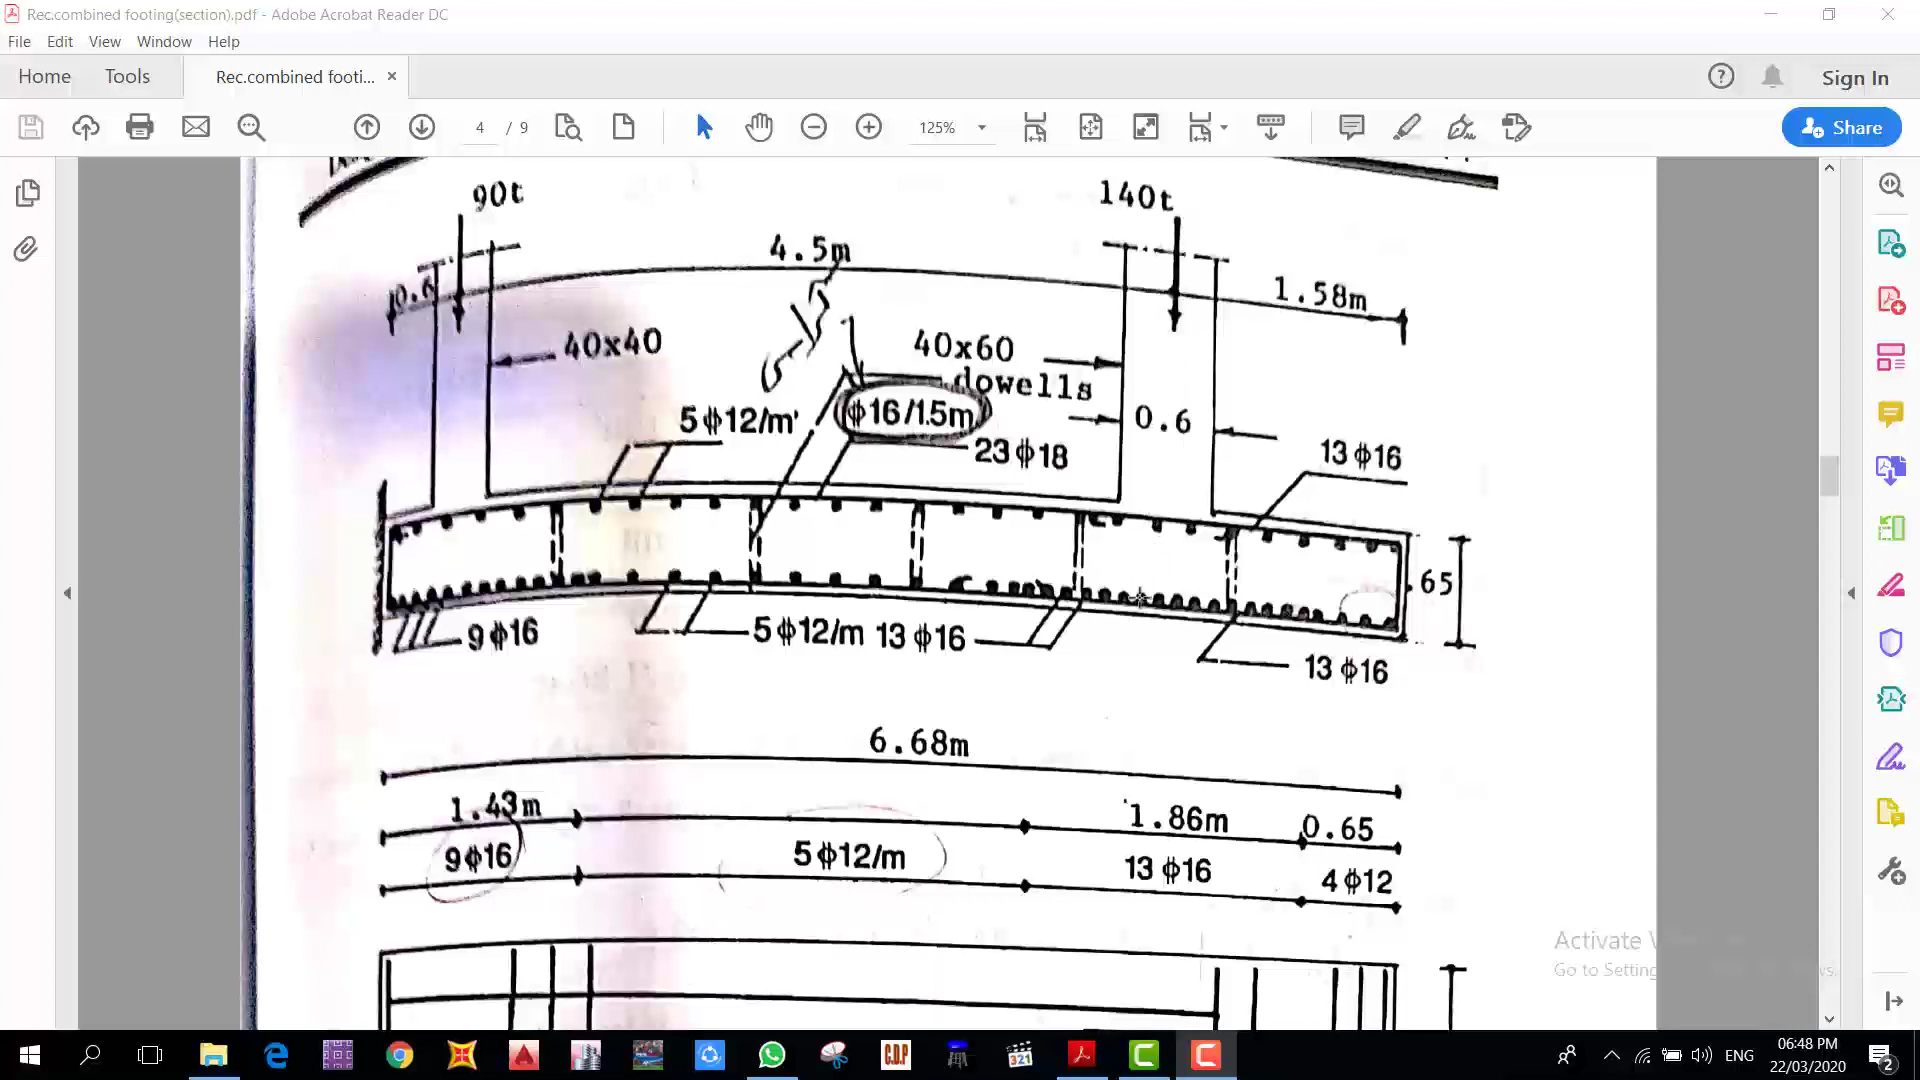 Rec.combined footing(section).pdf - Adobe Acrobat Reader DC
File Edit View Window Help
Home Tools Rec.combined footi... × Sign In
4 / 9 125% Share
90t 140t
4.5m
0.6 1.58m
40x40 40x60
dowells
5ϕ12/m' ϕ16/1.5m 0.6
23ϕ18 13ϕ16
.65
9ϕ16 5ϕ12/m 13ϕ16
13ϕ16
6.68m
1.43m 1.86m 0.65
9ϕ16 5ϕ12/m 13ϕ16 4ϕ12
Activate
Go to Setting
C.D.P 321 ENG 06:48 PM
22/03/2020 2